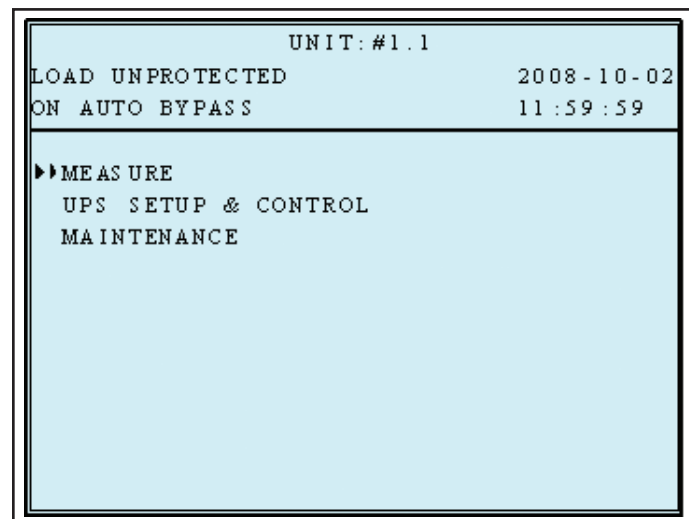 UNIT:#1.1
LOAD UNPROTECTED 2008-10-02
ON AUTO BYPASS 11:59:59
MEASURE
UPS SETUP & CONTROL
MAINTENANCE